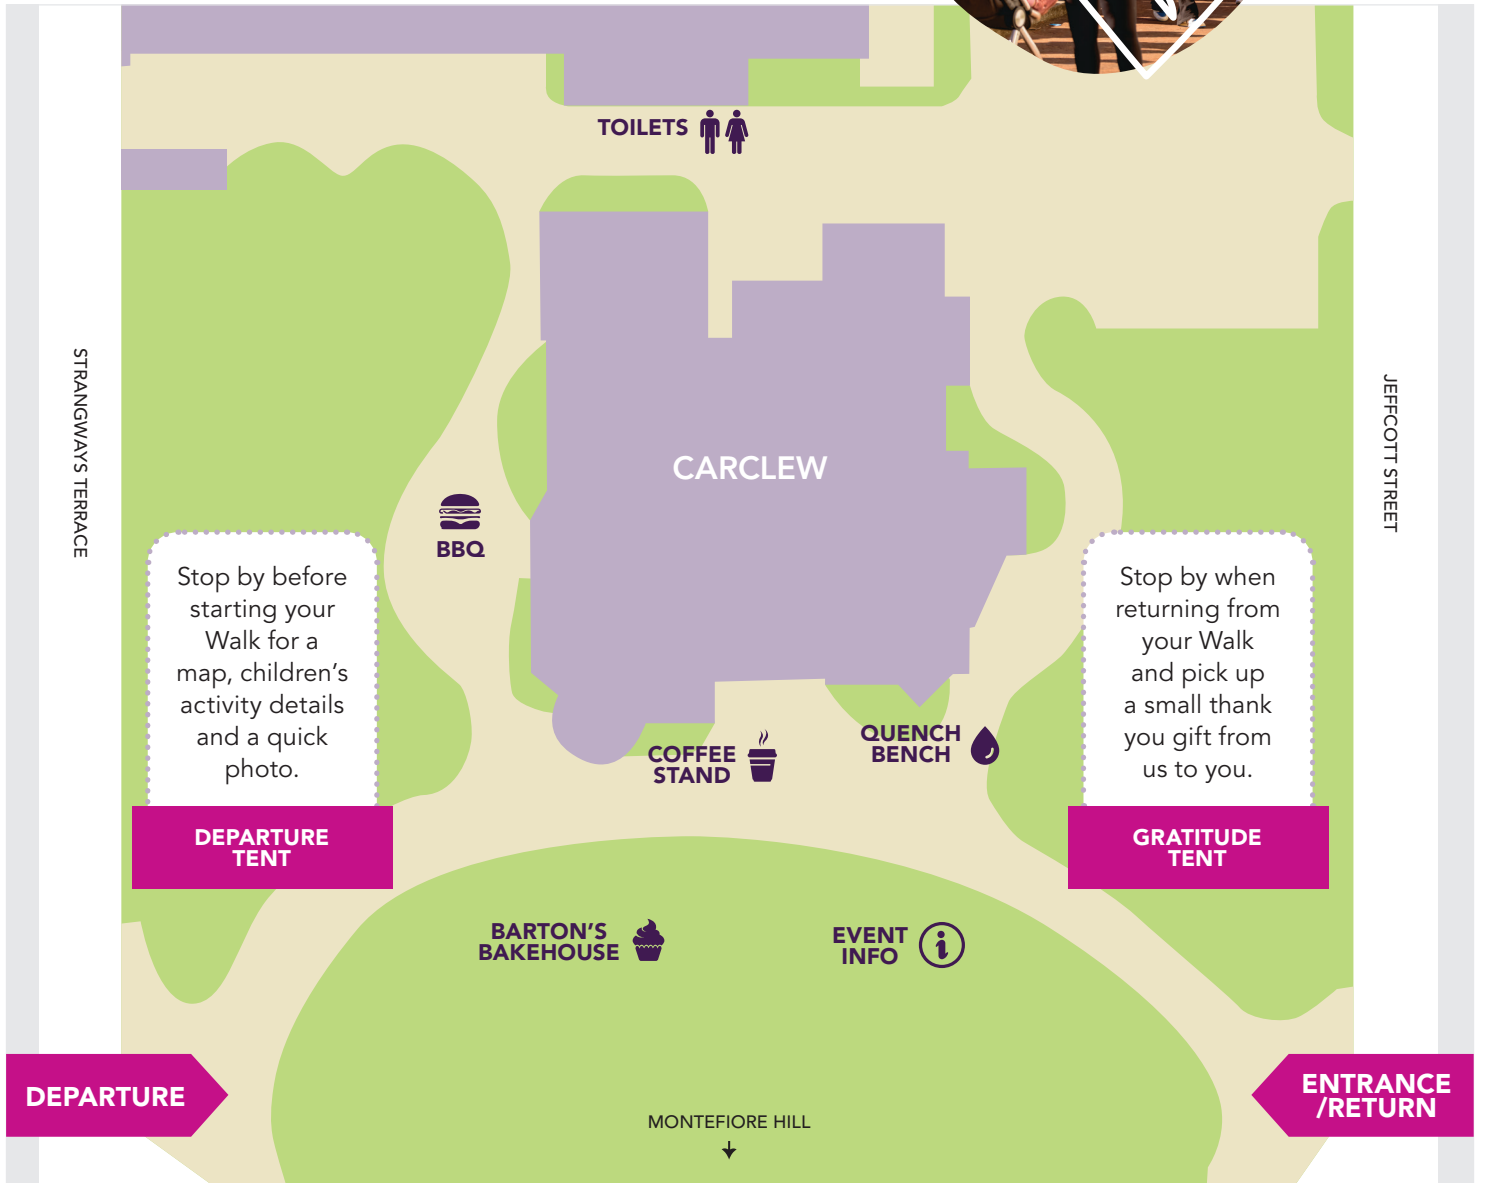 TOILETS
STRANGWAYS TERRACE
JEFFCOTT STREET
CARCLEW
BBQ
Stop by before
starting your
Walk for a
map, children's
activity details
and a quick
photo.
DEPARTURE
TENT
Stop by when
returning from
your Walk
and pick up
a small thank
you gift from
us to you.
GRATITUDE
TENT
COFFEE
STAND
QUENCH
BENCH
BARTON'S
BAKEHOUSE
EVENT
INFO
i
DEPARTURE
ENTRANCE
/RETURN
MONTEFIORE HILL